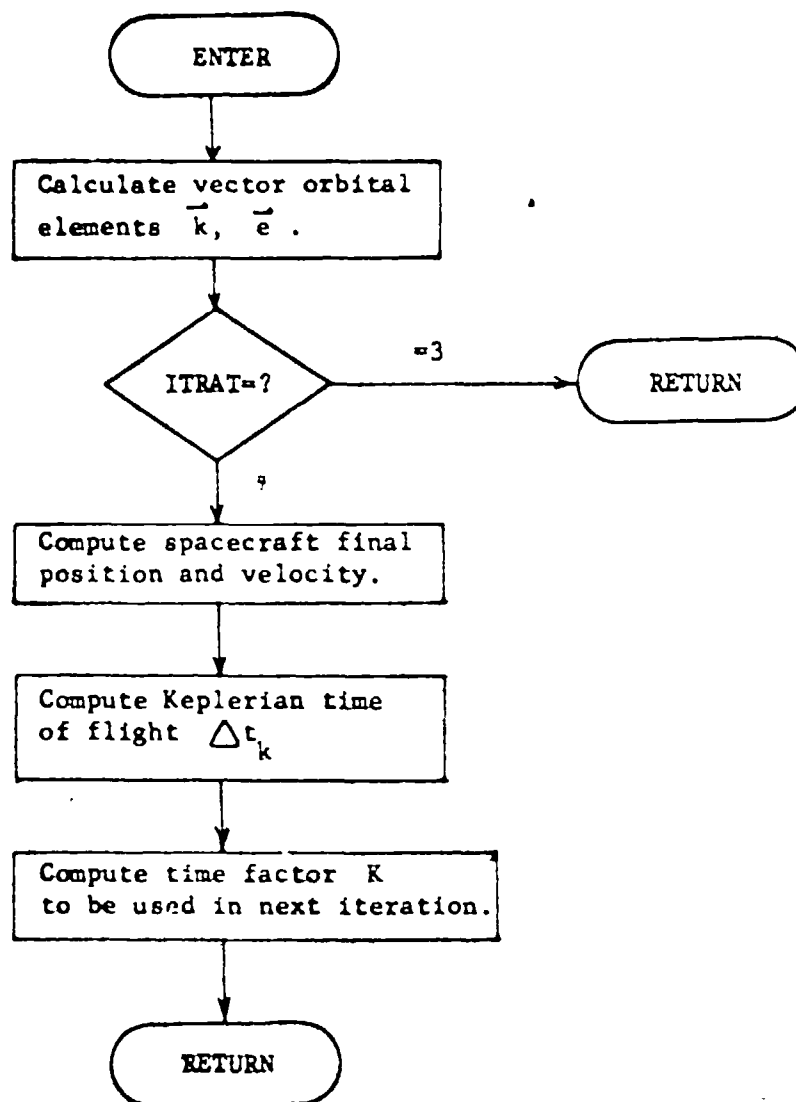 ENTER
Calculate vector orbital
elements k⃗, e⃗ .
ITRAT=?
=3
RETURN
Compute spacecraft final
position and velocity.
Compute Keplerian time
of flight △t_k
Compute time factor K
to be used in next iteration.
RETURN